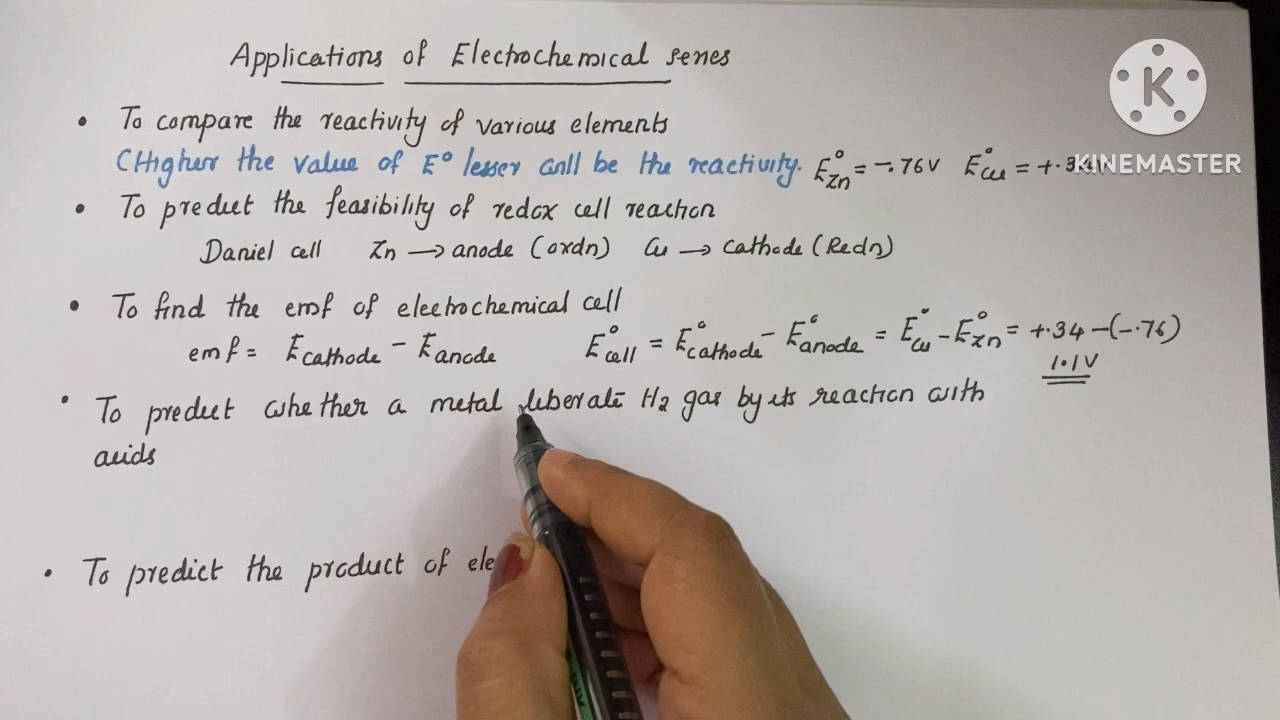 Applications of Electrochemical series
• To compare the reactivity of various elements
(Higher the value of E° lesser will be the reactivity. E°Zn = -.76V E°Cu = +.34V
• To predict the feasibility of redox cell reaction
Daniel cell Zn → anode (oxdn) Cu → cathode (Redn)
• To find the emf of electrochemical cell
emf = Ecathode - Eanode E°cell = E°cathode - E°anode = E°Cu - E°Zn = +.34 -(-.76)
1.1V
• To predict whether a metal liberate H2 gas by its reaction with
acids
• To predict the product of
K
KINEMASTER